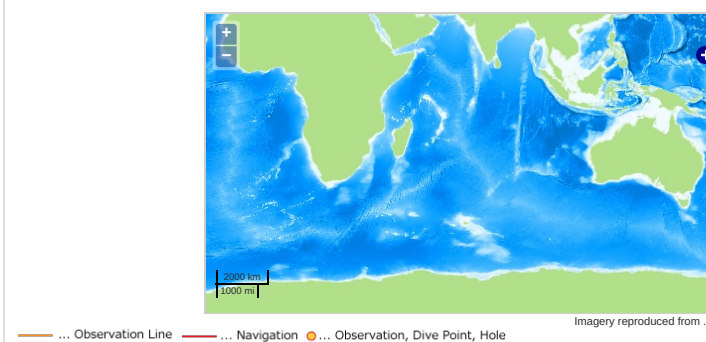 +
−
2000 km
1000 mi
Imagery reproduced from .
... Observation Line ... Navigation ... Observation, Dive Point, Hole